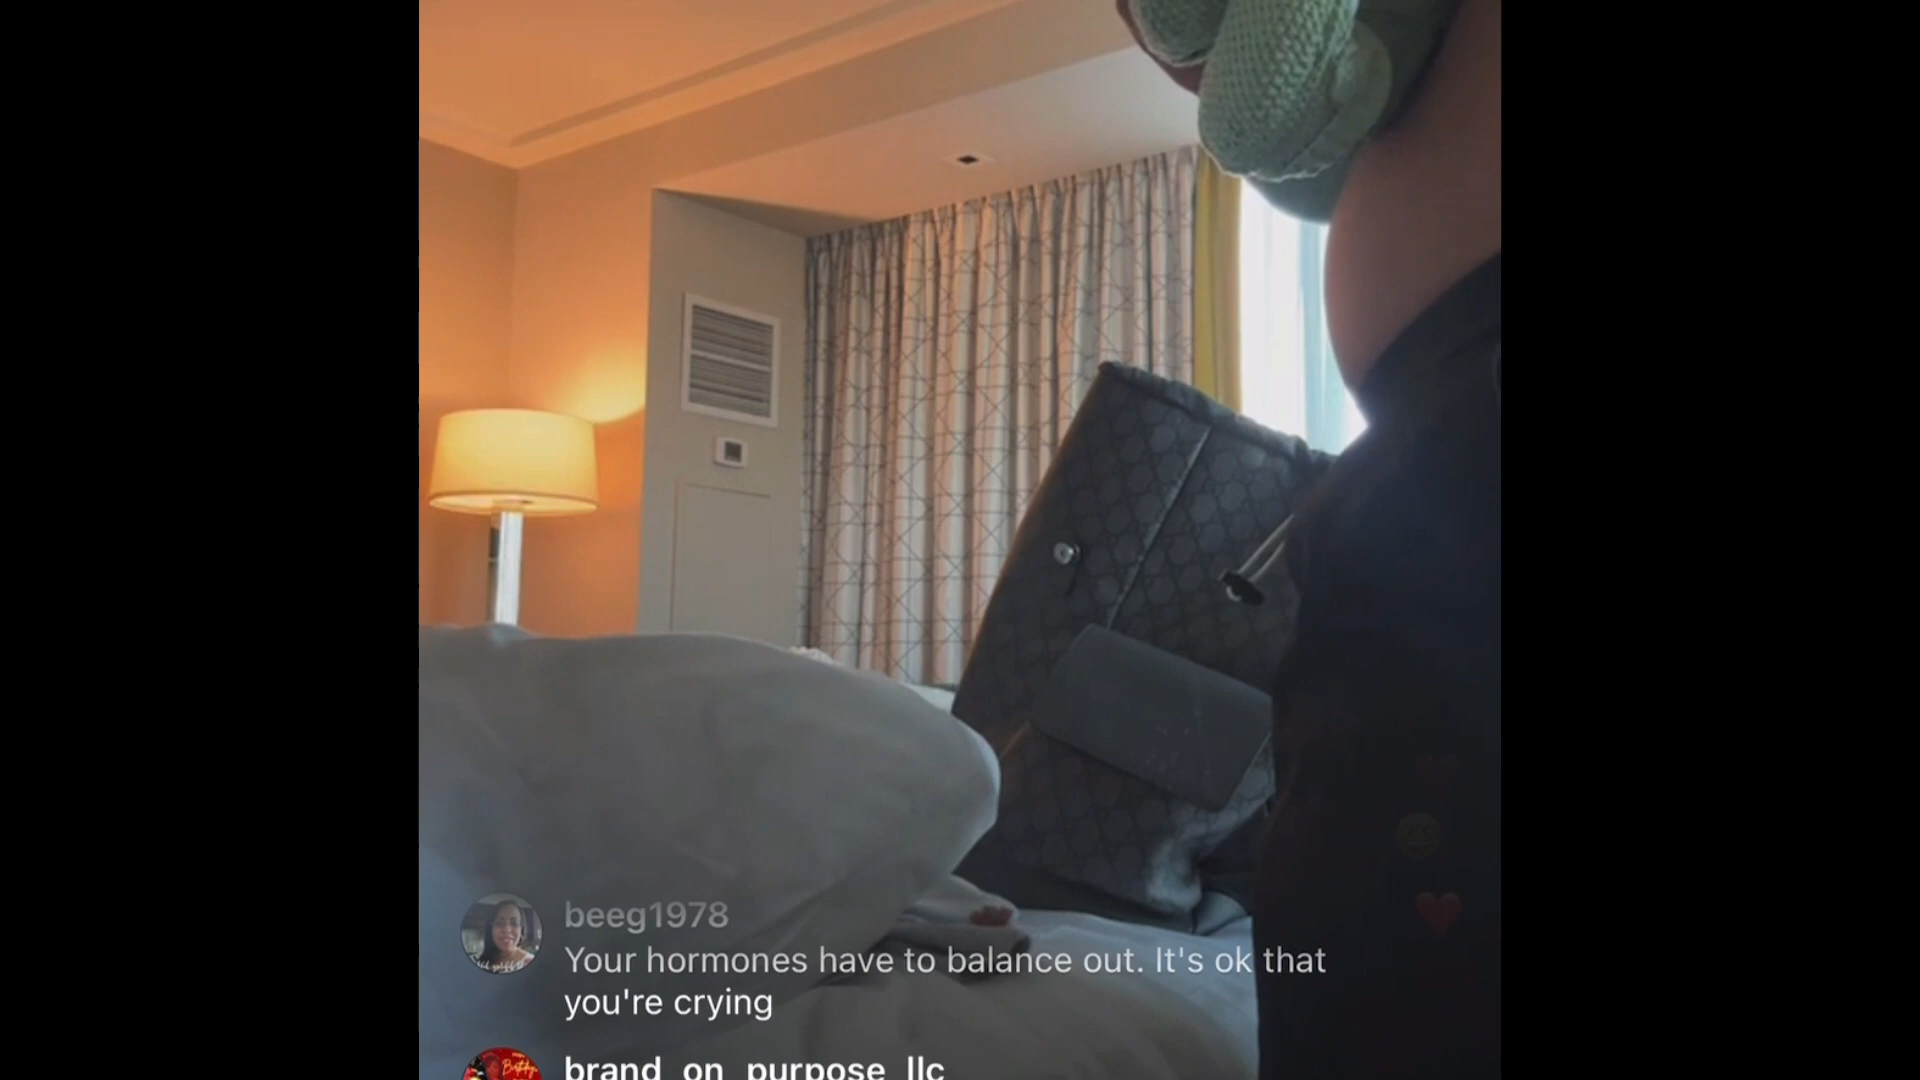 beeg1978
Your hormones have to balance out. It's ok that
you're crying
brand_on_purpose_llc